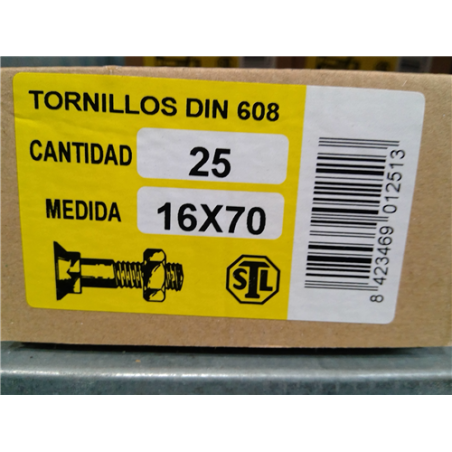 TORNILLOS DIN 608
CANTIDAD 25
MEDIDA 16X70
STL
8 423469 012513